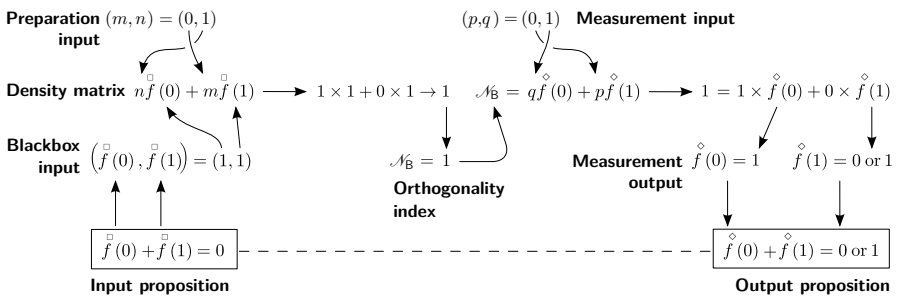 Preparation (m, n) = (0, 1)
input
(p,q) = (0, 1) Measurement input
Density matrix n f□(0) + m f□(1)
1 × 1 + 0 × 1 → 1
𝒩_B = q f◇(0) + p f◇(1)
1 = 1 × f◇(0) + 0 × f◇(1)
Blackbox (f□(0), f□(1)) = (1, 1)
input
𝒩_B = 1
Orthogonality
index
Measurement f◇(0) = 1 f◇(1) = 0 or 1
output
f□(0) + f□(1) = 0
Input proposition
f◇(0) + f◇(1) = 0 or 1
Output proposition